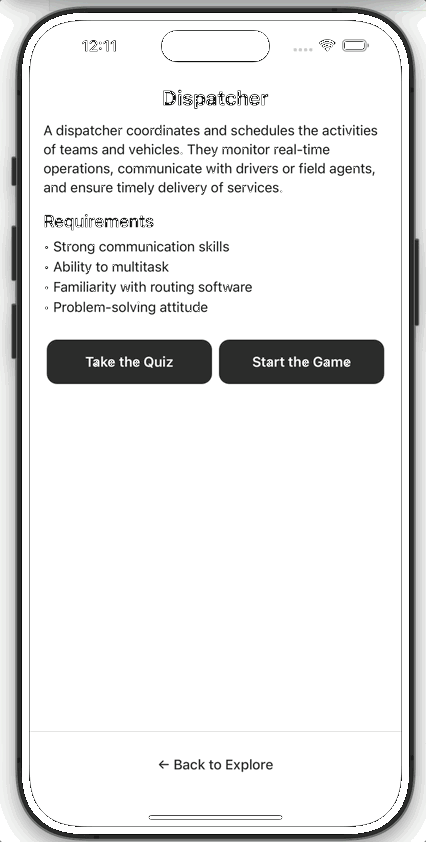 12:11
Dispatcher
A dispatcher coordinates and schedules the activities
of teams and vehicles. They monitor real-time
operations, communicate with drivers or field agents,
and ensure timely delivery of services.
Requirements
• Strong communication skills
• Ability to multitask
• Familiarity with routing software
• Problem-solving attitude
Take the Quiz
Start the Game
← Back to Explore